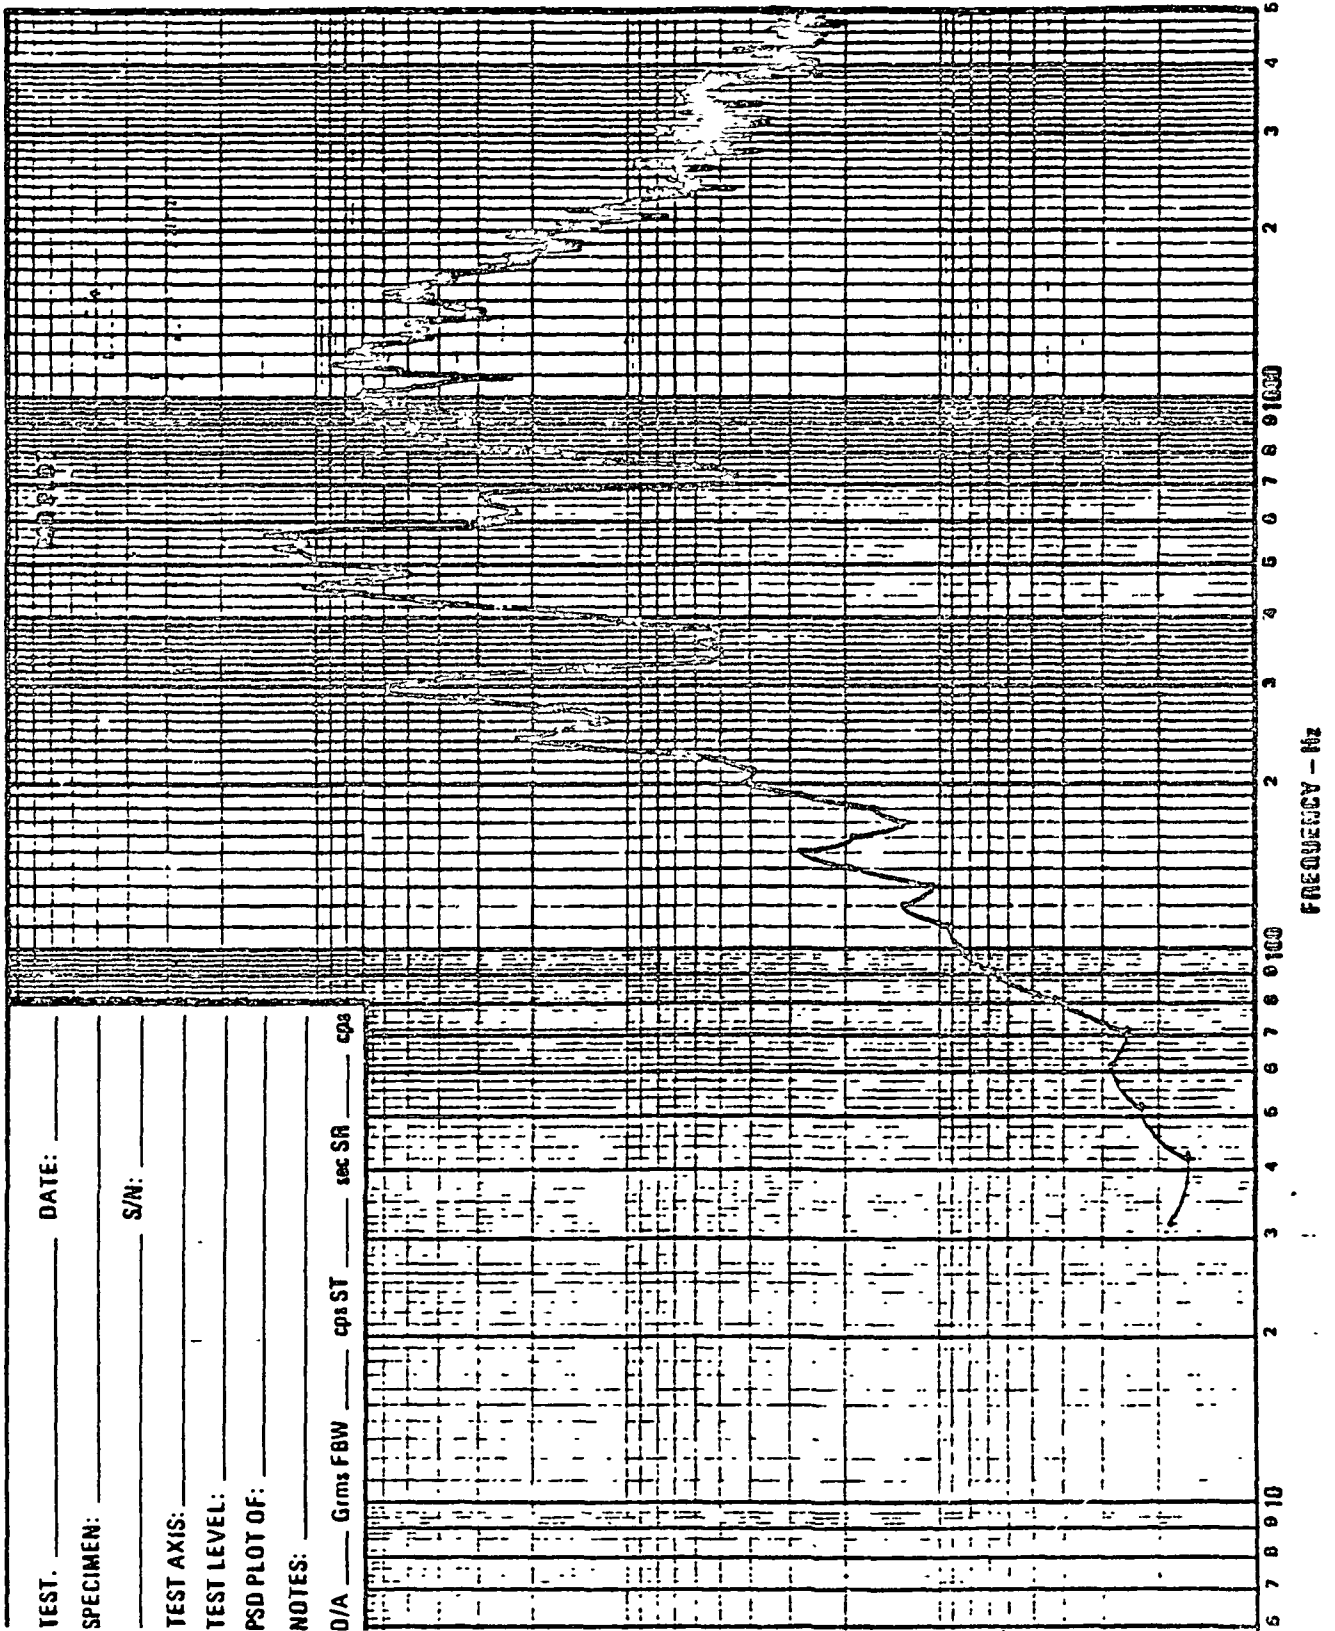 TEST. DATE:
SPECIMEN:
S/N:
TEST AXIS:
TEST LEVEL:
PSD PLOT OF:
NOTES:
D/A Grms FBW cps ST sec SR cps
6 7 8 9 10 2 3 4 5 6 7 8 9 100 2 3 4 5 6 7 8 9 1000 2 3 4 5
FREQUENCY – Hz